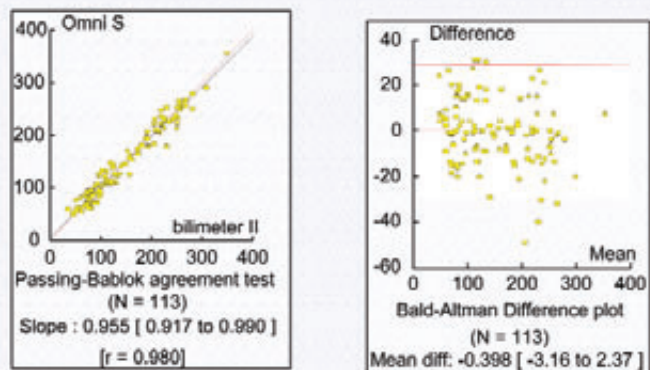 Omni S
400
300
200
100
0
bilimeter II
0 100 200 300 400
Passing-Bablok agreement test
(N = 113)
Slope : 0.955 [ 0.917 to 0.990 ]
[r = 0.980]
Difference
40
20
0
-20
-40
-60
Mean
0 100 200 300 400
Bald-Altman Difference plot
(N = 113)
Mean diff: -0.398 [ -3.16 to 2.37 ]